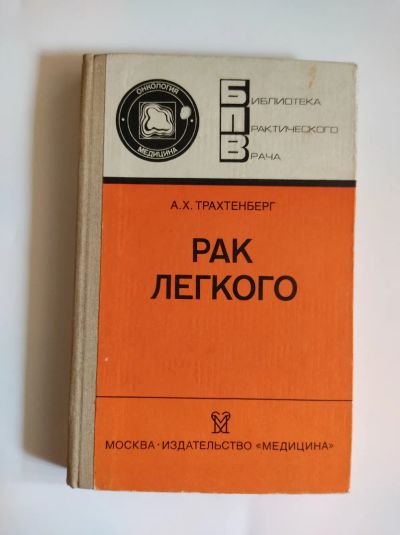 ОНКОЛОГИЯ
МЕДИЦИНА
БИБЛИОТЕКА
ПРАКТИЧЕСКОГО
ВРАЧА
А.Х. ТРАХТЕНБЕРГ
РАК
ЛЕГКОГО
МОСКВА·ИЗДАТЕЛЬСТВО «МЕДИЦИНА»